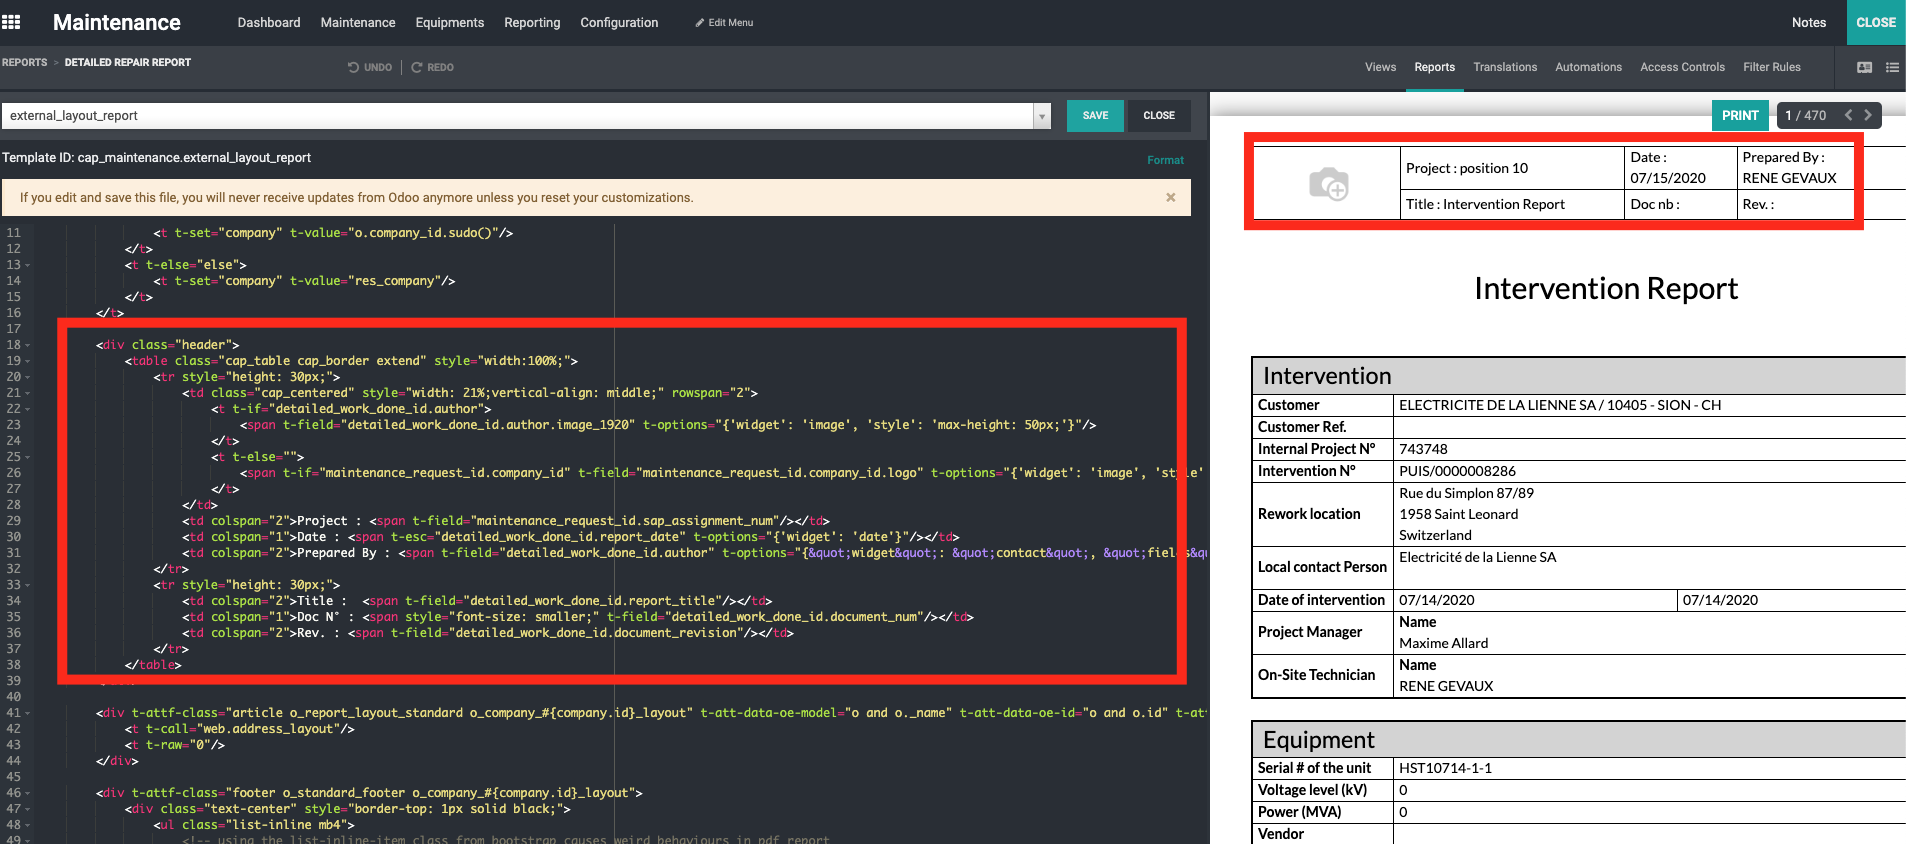 Maintenance
Dashboard Maintenance Equipments Reporting Configuration Edit Menu
Notes CLOSE
REPORTS > DETAILED REPAIR REPORT
UNDO REDO
Views Reports Translations Automations Access Controls Filter Rules
external_layout_report
SAVE CLOSE
Template ID: cap_maintenance.external_layout_report
Format
If you edit and save this file, you will never receive updates from Odoo anymore unless you reset your customizations. ×
11 <t t-set="company" t-value="o.company_id.sudo()"/>
12 </t>
13 <t t-else="else">
14 <t t-set="company" t-value="res_company"/>
15 </t>
16 </t>
17
18 <div class="header">
19 <table class="cap_table cap_border extend" style="width:100%;">
20 <tr style="height: 30px;">
21 <td class="cap_centered" style="width: 21%;vertical-align: middle;" rowspan="2">
22 <t t-if="detailed_work_done_id.author">
23 <span t-field="detailed_work_done_id.author.image_1920" t-options="{'widget': 'image', 'style': 'max-height: 50px;'}"/>
24 </t>
25 <t t-else="">
26 <span t-if="maintenance_request_id.company_id" t-field="maintenance_request_id.company_id.logo" t-options="{'widget': 'image', 'style'
27 </t>
28 </td>
29 <td colspan="2">Project : <span t-field="maintenance_request_id.sap_assignment_num"/></td>
30 <td colspan="1">Date : <span t-esc="detailed_work_done_id.report_date" t-options="{'widget': 'date'}"/></td>
31 <td colspan="2">Prepared By : <span t-field="detailed_work_done_id.author" t-options="{&quot;widget&quot;: &quot;contact&quot;, &quot;fields&qu
32 </tr>
33 <tr style="height: 30px;">
34 <td colspan="2">Title :  <span t-field="detailed_work_done_id.report_title"/></td>
35 <td colspan="1">Doc N° : <span style="font-size: smaller;" t-field="detailed_work_done_id.document_num"/></td>
36 <td colspan="2">Rev. : <span t-field="detailed_work_done_id.document_revision"/></td>
37 </tr>
38 </table>
39
40
41 <div t-attf-class="article o_report_layout_standard o_company_#{company.id}_layout" t-att-data-oe-model="o and o._name" t-att-data-oe-id="o and o.id" t-at
42 <t t-call="web.address_layout"/>
43 <t t-raw="0"/>
44 </div>
45
46 <div t-attf-class="footer o_standard_footer o_company_#{company.id}_layout">
47 <div class="text-center" style="border-top: 1px solid black;">
48 <ul class="list-inline mb4">
49 <!-- using the list-inline-item class from bootstrap causes weird behaviours in pdf report
PRINT 1 / 470
Project : position 10
Date :
07/15/2020
Prepared By :
RENE GEVAUX
Title : Intervention Report
Doc nb :
Rev. :
Intervention Report
Intervention
Customer ELECTRICITE DE LA LIENNE SA / 10405 - SION - CH
Customer Ref.
Internal Project N° 743748
Intervention N° PUIS/0000008286
Rework location
Rue du Simplon 87/89
1958 Saint Leonard
Switzerland
Local contact Person Electricité de la Lienne SA
Date of intervention 07/14/2020 07/14/2020
Project Manager
Name
Maxime Allard
On-Site Technician
Name
RENE GEVAUX
Equipment
Serial # of the unit HST10714-1-1
Voltage level (kV) 0
Power (MVA) 0
Vendor